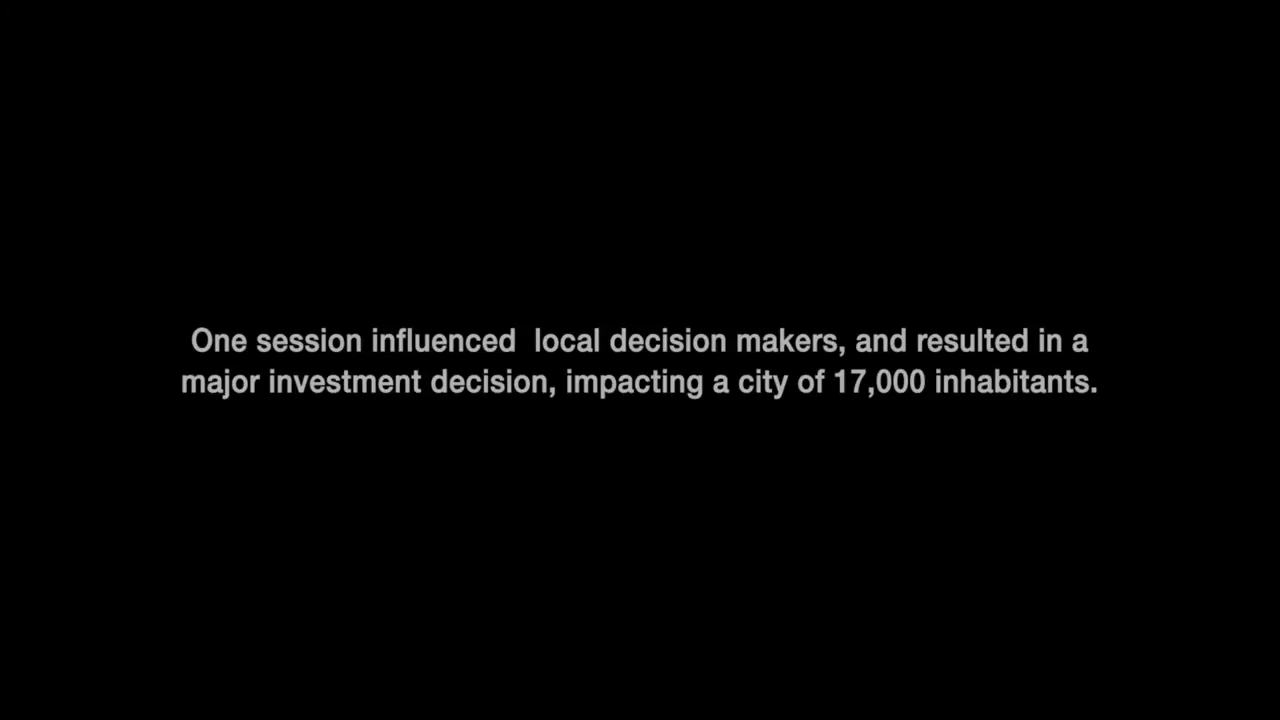 One session influenced  local decision makers, and resulted in a
major investment decision, impacting a city of 17,000 inhabitants.